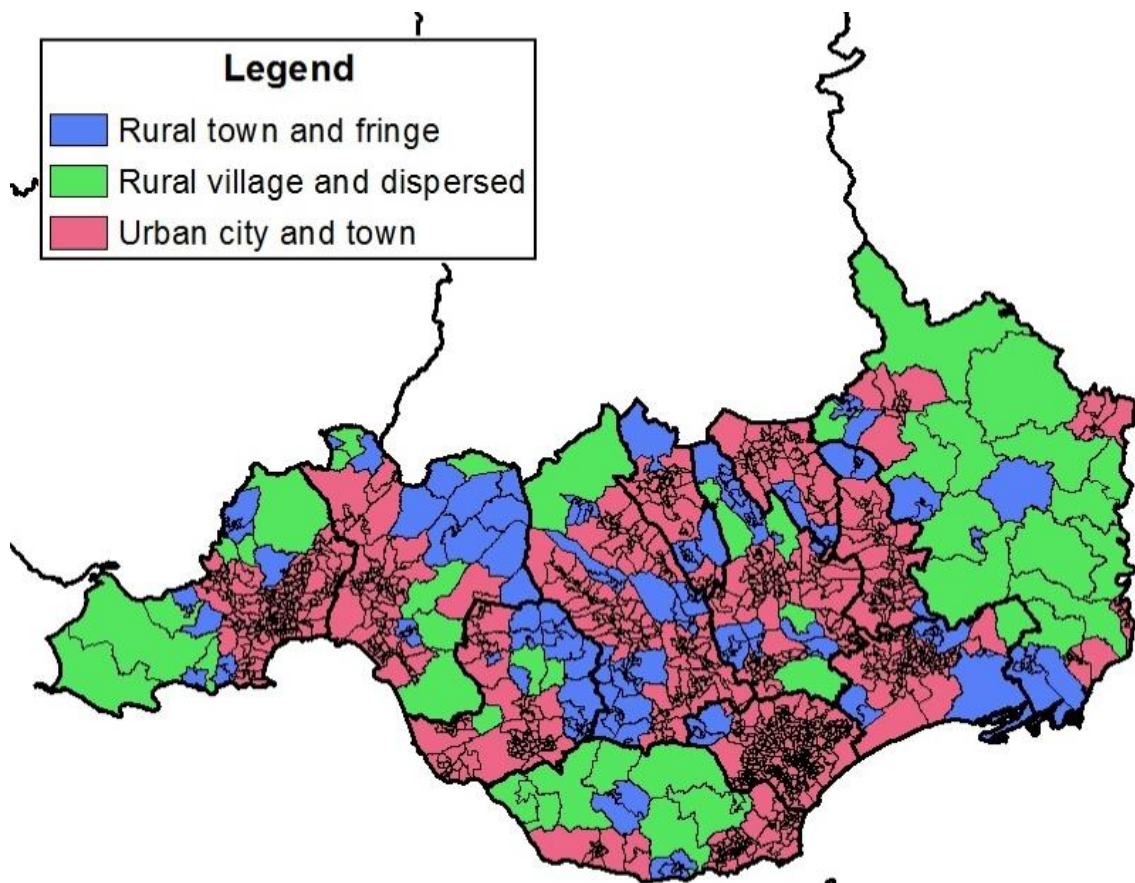 Legend
Rural town and fringe
Rural village and dispersed
Urban city and town